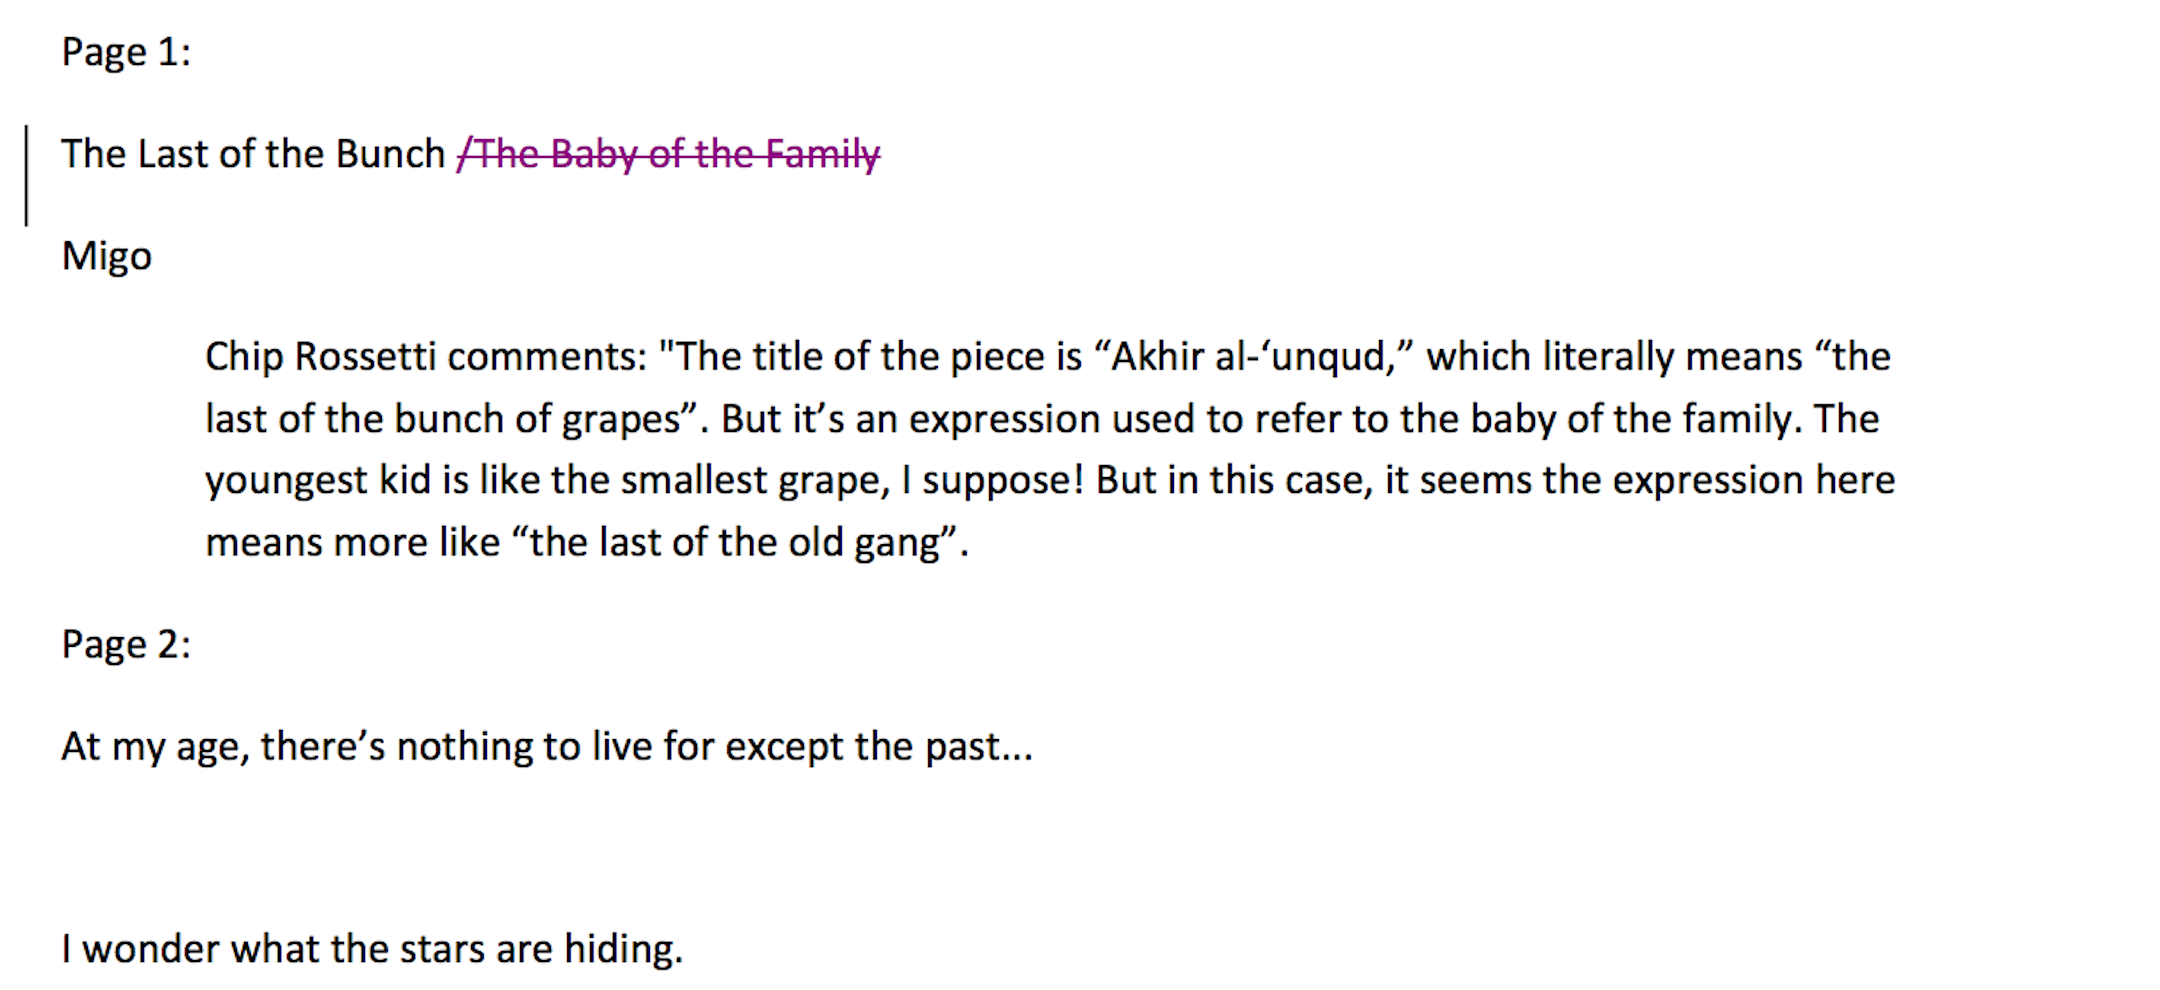 Page 1:
The Last of the Bunch /The Baby of the Family
Migo
Chip Rossetti comments: "The title of the piece is “Akhir al-‘unqud,” which literally means “the
last of the bunch of grapes”. But it’s an expression used to refer to the baby of the family. The
youngest kid is like the smallest grape, I suppose! But in this case, it seems the expression here
means more like “the last of the old gang”.
Page 2:
At my age, there’s nothing to live for except the past...
I wonder what the stars are hiding.